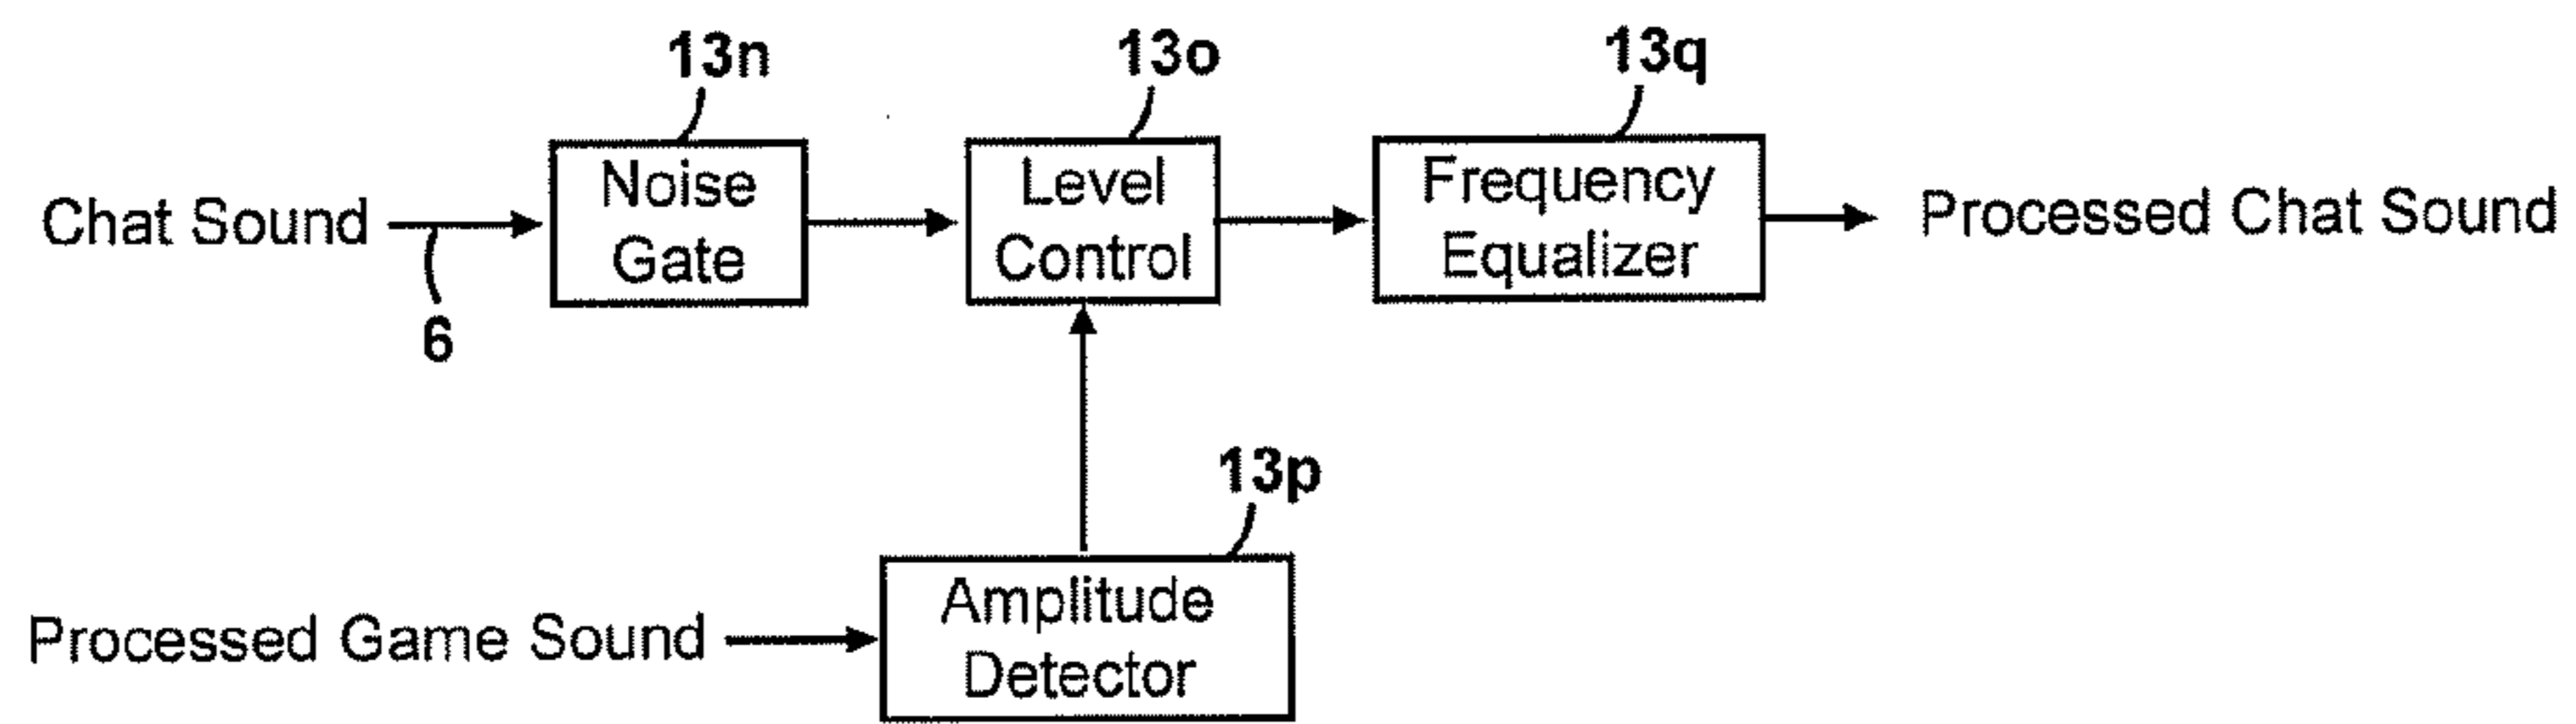 13n
13o
13q
Chat Sound
Noise
Gate
Level
Control
Frequency
Equalizer
Processed Chat Sound
6
13p
Processed Game Sound
Amplitude
Detector